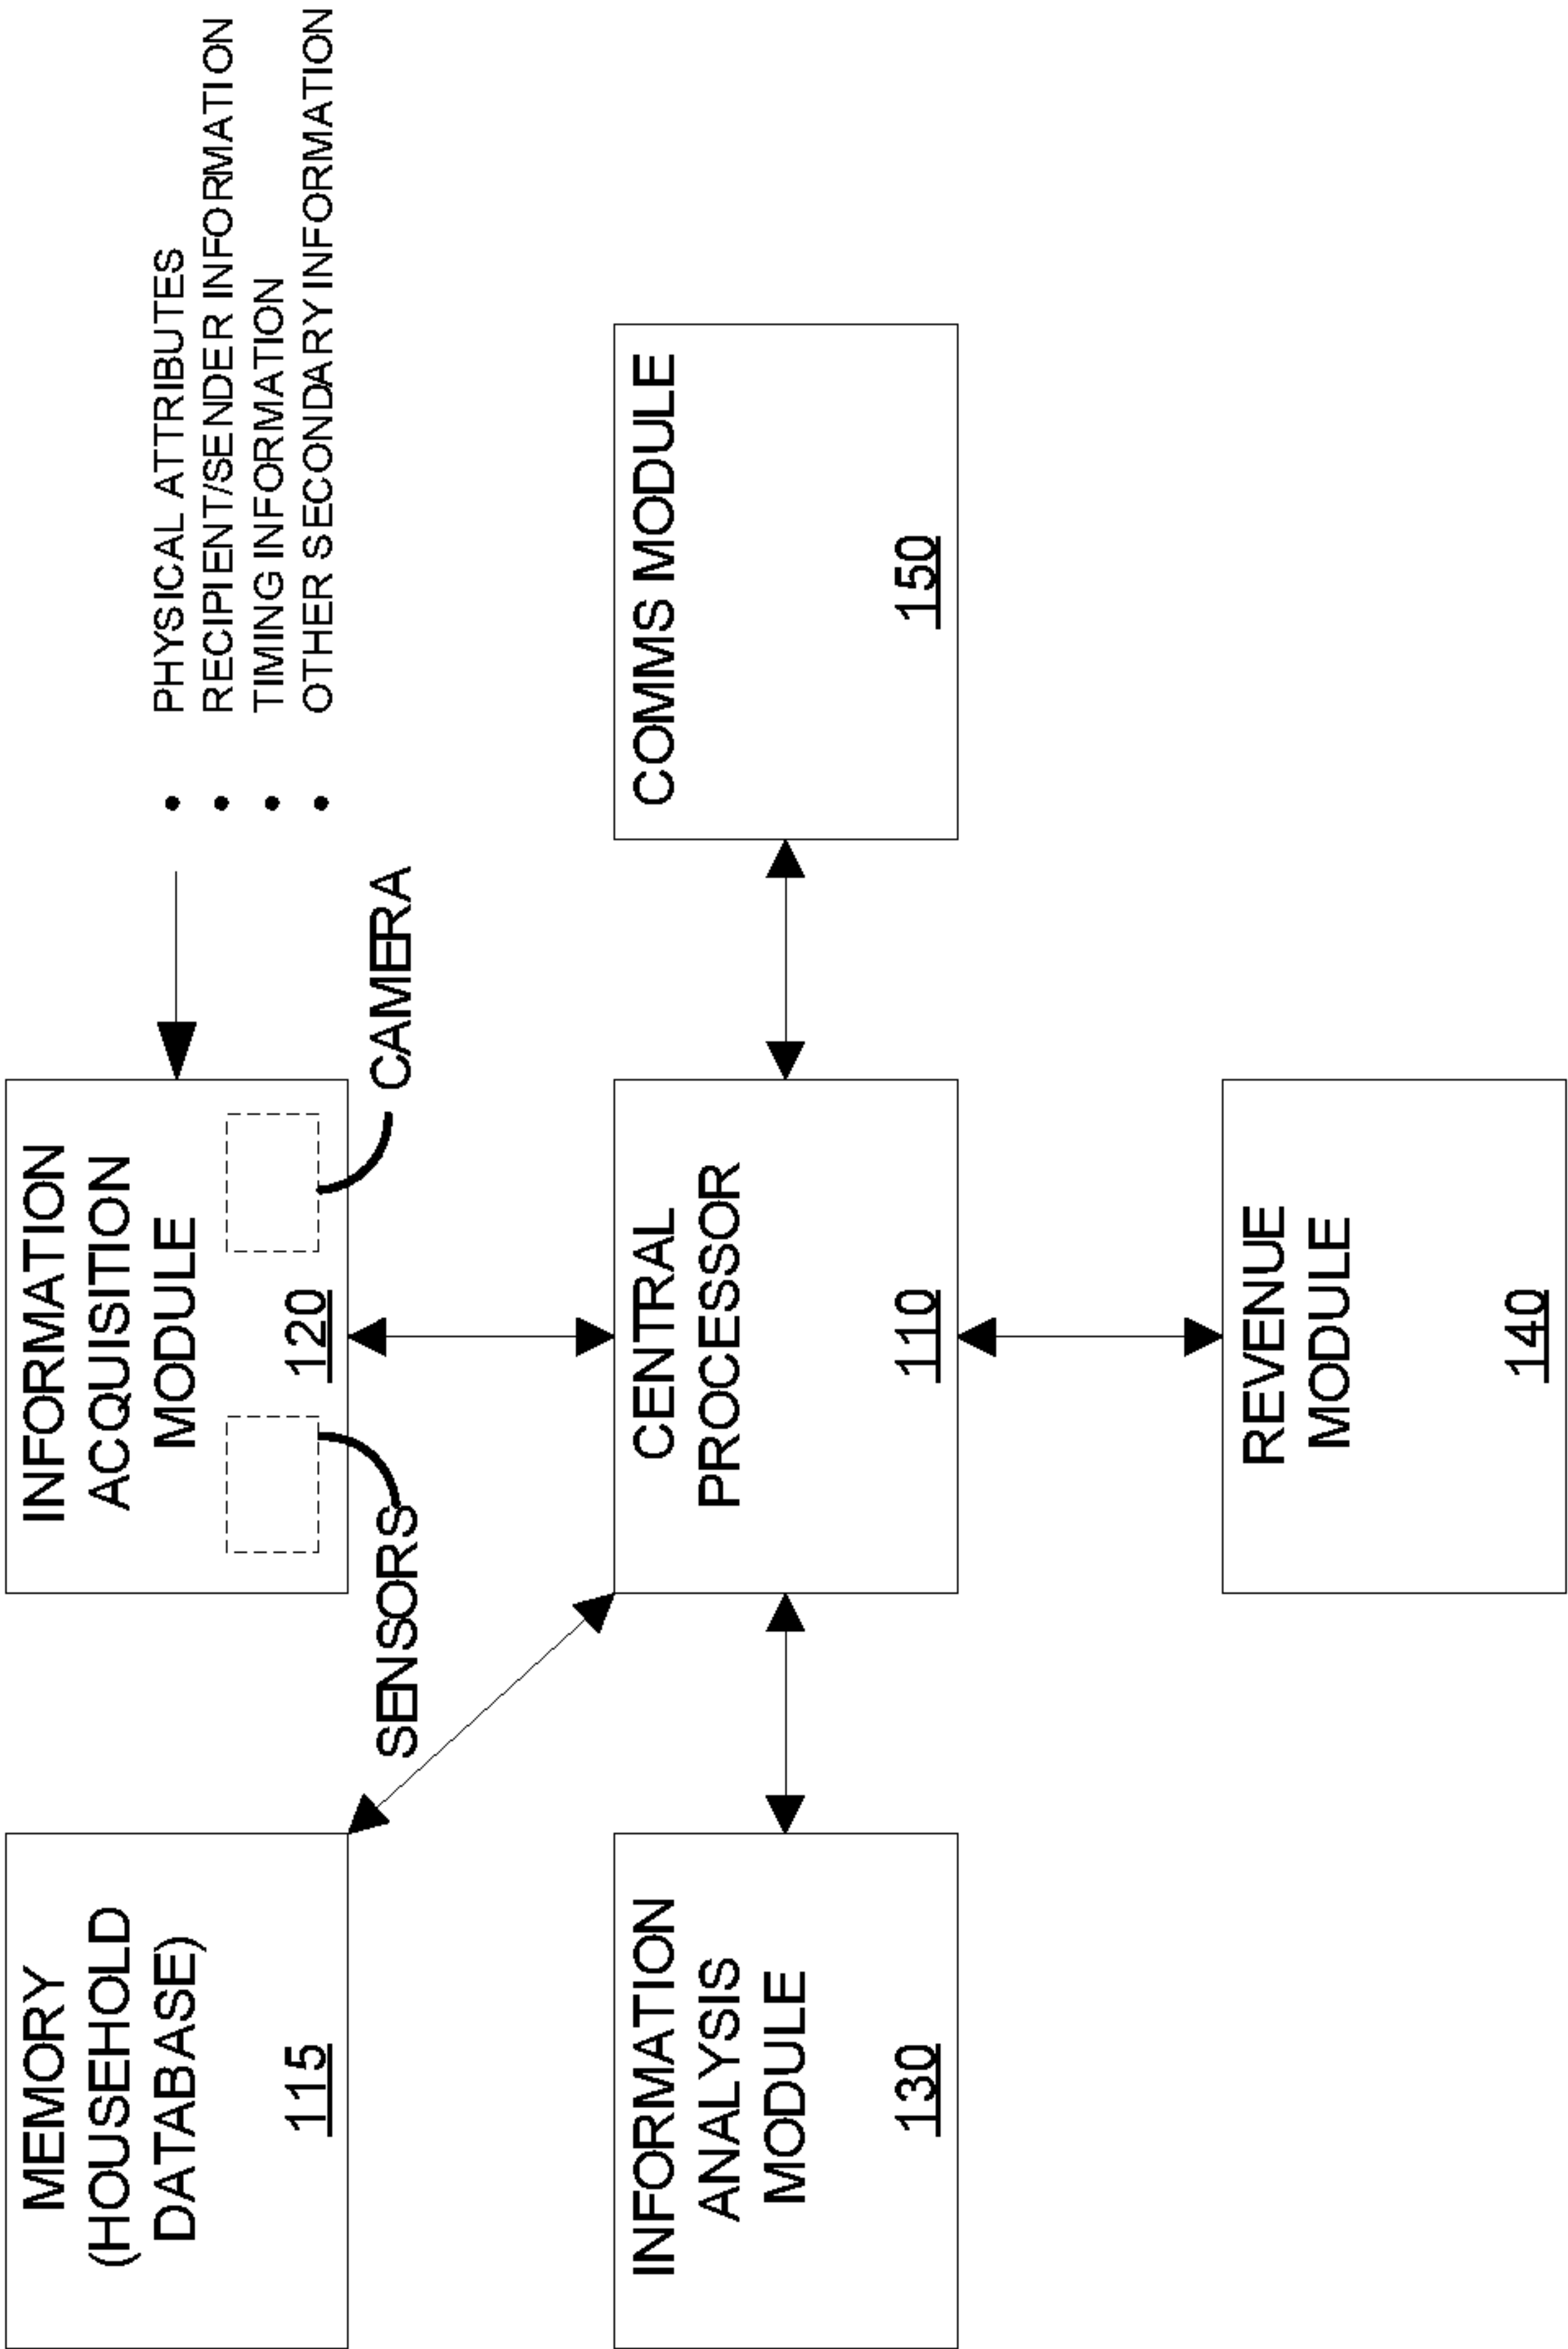 MEMORY
(HOUSEHOLD
DATABASE)
115
INFORMATION
ACQUISITION
MODULE
120
SENSORS
CAMERA
• PHYSICAL ATTRIBUTES
• RECIPIENT/SENDER INFORMATION
• TIMING INFORMATION
• OTHER SECONDARY INFORMATION
INFORMATION
ANALYSIS
MODULE
130
CENTRAL
PROCESSOR
110
COMMS MODULE
150
REVENUE
MODULE
140